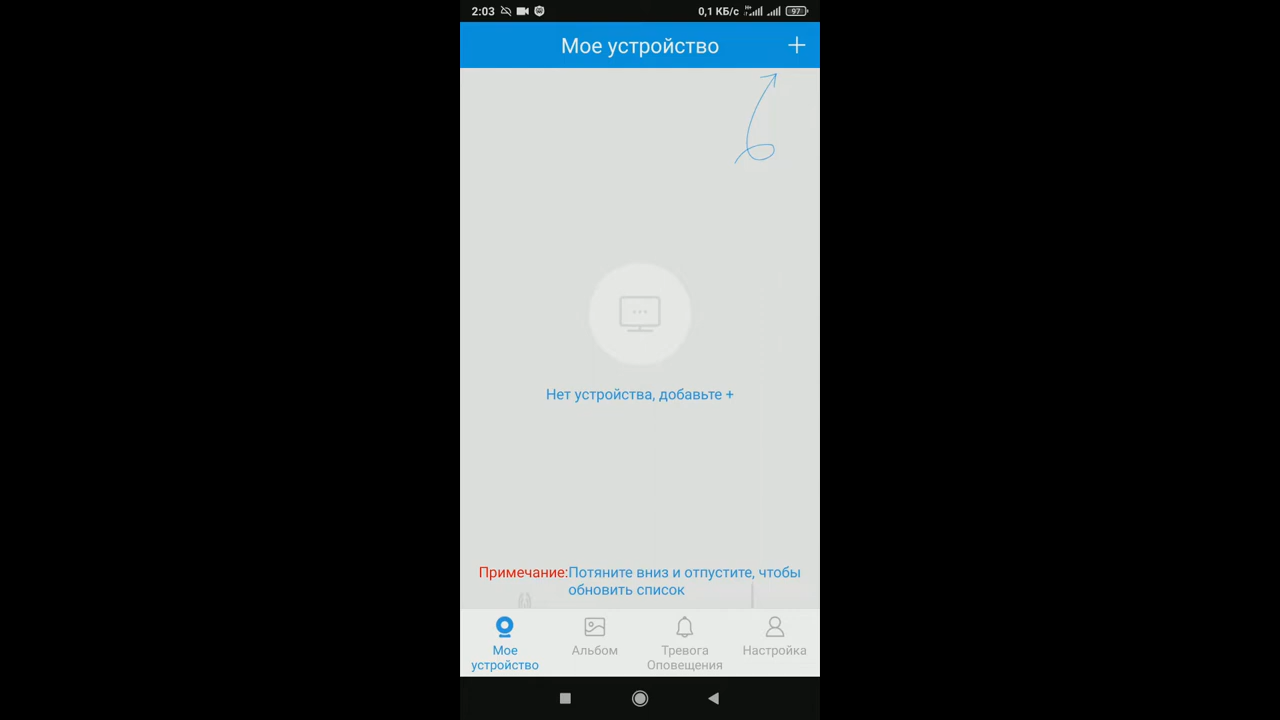 2:03 0,1 КБ/с 97
Мое устройство
Нет устройства, добавьте +
Примечание:Потяните вниз и отпустите, чтобы
обновить список
Мое
устройство
Альбом
Тревога
Оповещения
Настройка